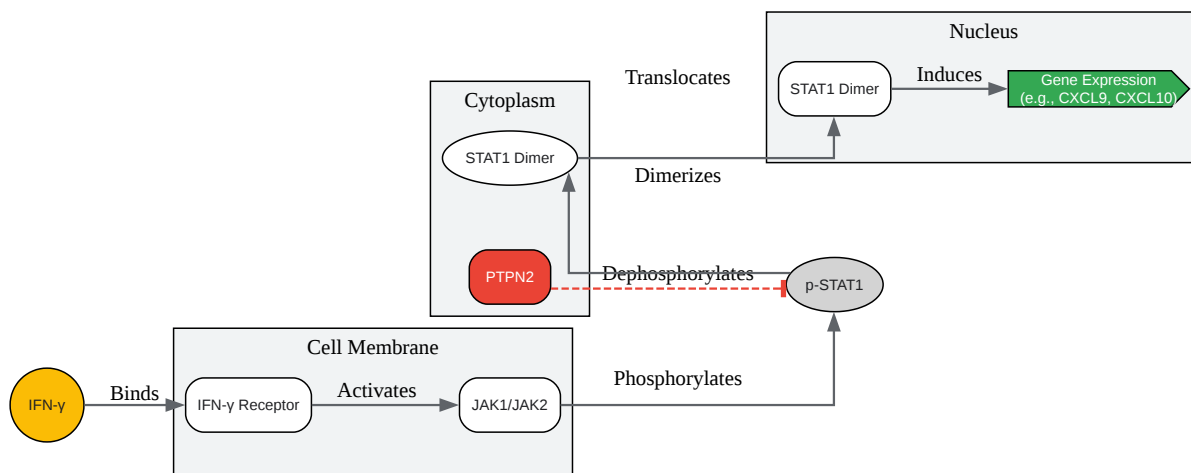 Nucleus
Translocates
STAT1 Dimer
Induces
Gene Expression
(e.g., CXCL9, CXCL10)
Cytoplasm
STAT1 Dimer
Dimerizes
PTPN2
Dephosphorylates
p-STAT1
Cell Membrane
IFN-γ
Binds
IFN-γ Receptor
Activates
JAK1/JAK2
Phosphorylates